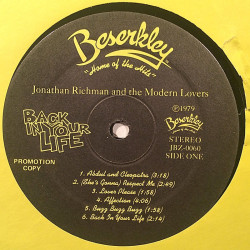 Beserkley
"Home of the Hits"
Jonathan Richman and the Modern Lovers
BACK
IN YOUR
LIFE
PROMOTION
COPY
℗1979
Beserkley
STEREO
JBZ-0060
SIDE ONE
1. Abdul and Cleopatra (3:18)
2. (She's Gonna) Respect Me (2:49)
3. Lover Please (1:58)
4. Affection (4:06)
5. Buzz Buzz Buzz (1:58)
6. Back In Your Life (2:14)